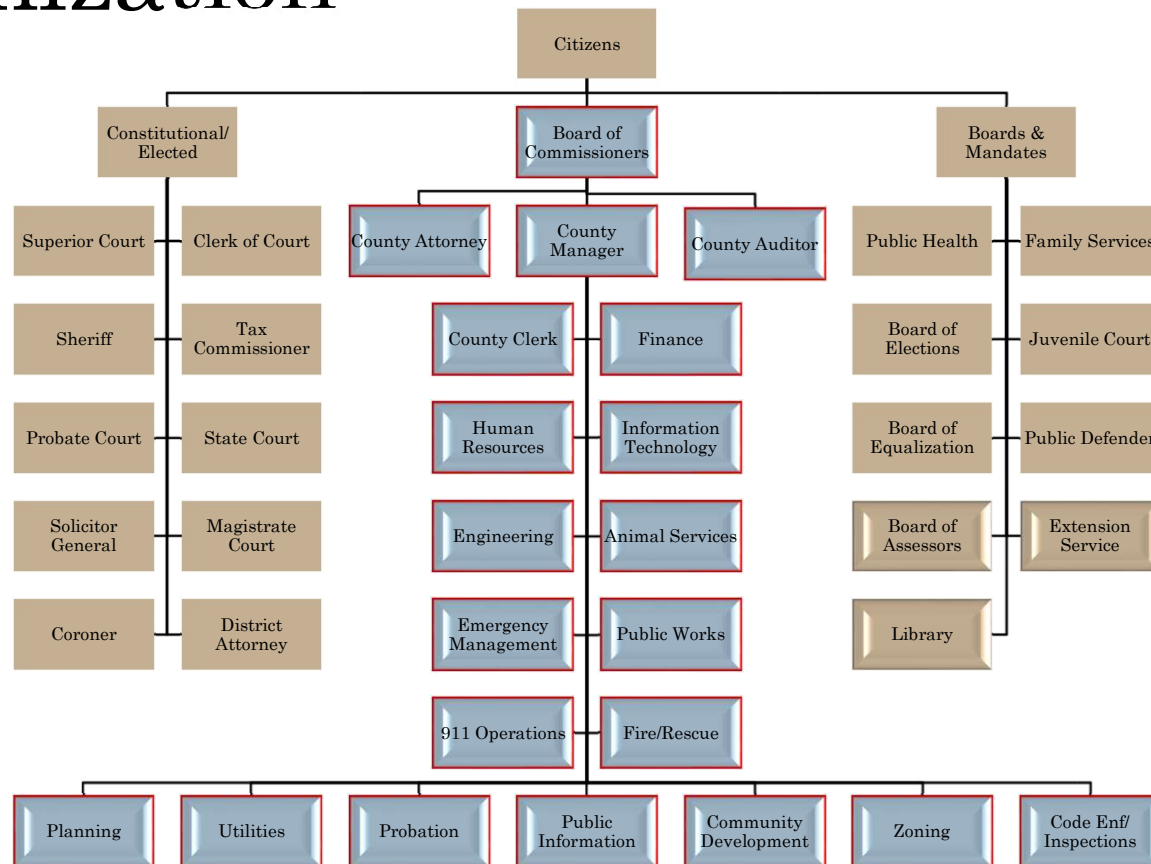 Citizens
Constitutional/
Elected
Board of
Commissioners
Boards &
Mandates
Superior Court
Clerk of Court
County Attorney
County
Manager
County Auditor
Public Health
Family Services
Sheriff
Tax
Commissioner
County Clerk
Finance
Board of
Elections
Juvenile Court
Probate Court
State Court
Human
Resources
Information
Technology
Board of
Equalization
Public Defender
Solicitor
General
Magistrate
Court
Engineering
Animal Services
Board of
Assessors
Extension
Service
Coroner
District
Attorney
Emergency
Management
Public Works
Library
911 Operations
Fire/Rescue
Planning
Utilities
Probation
Public
Information
Community
Development
Zoning
Code Enf/
Inspections